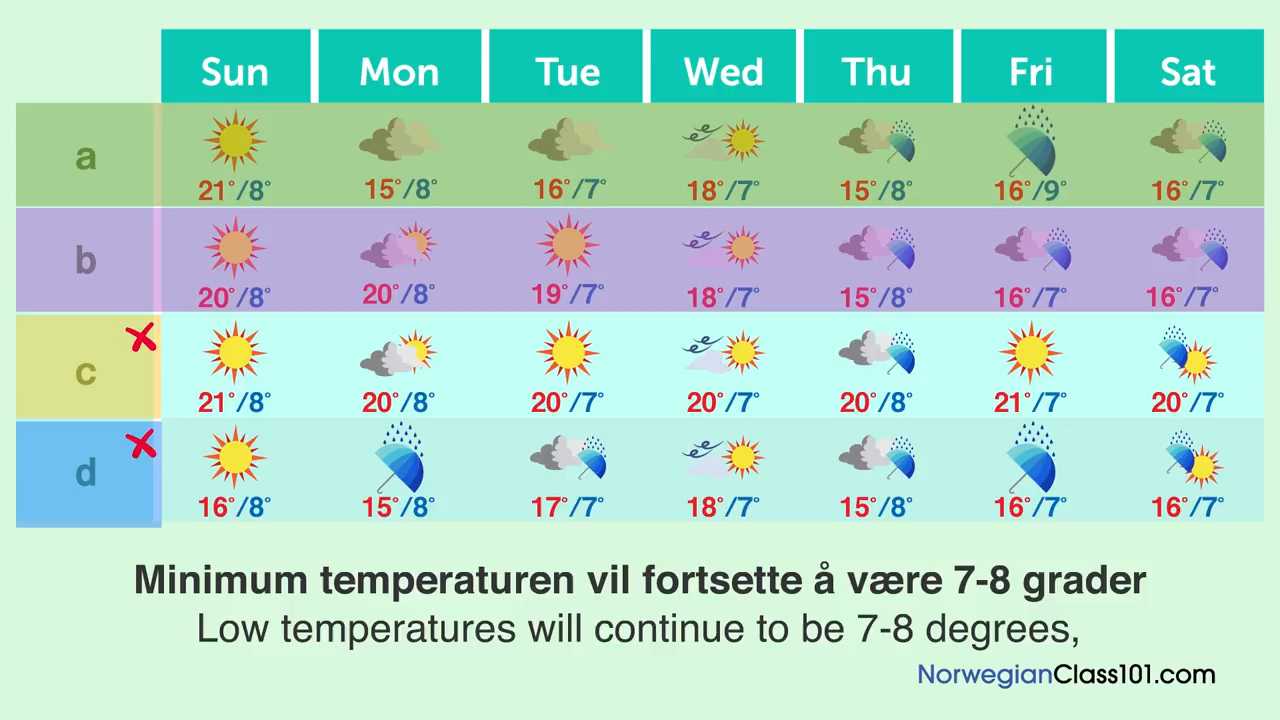 Sun Mon Tue Wed Thu Fri Sat
a
21°/8° 15°/8° 16°/7° 18°/7° 15°/8° 16°/9° 16°/7°
b
20°/8° 20°/8° 19°/7° 18°/7° 15°/8° 16°/7° 16°/7°
c
21°/8° 20°/8° 20°/7° 20°/7° 20°/8° 21°/7° 20°/7°
d
16°/8° 15°/8° 17°/7° 18°/7° 15°/8° 16°/7° 16°/7°
Minimum temperaturen vil fortsette å være 7-8 grader
Low temperatures will continue to be 7-8 degrees,
NorwegianClass101.com